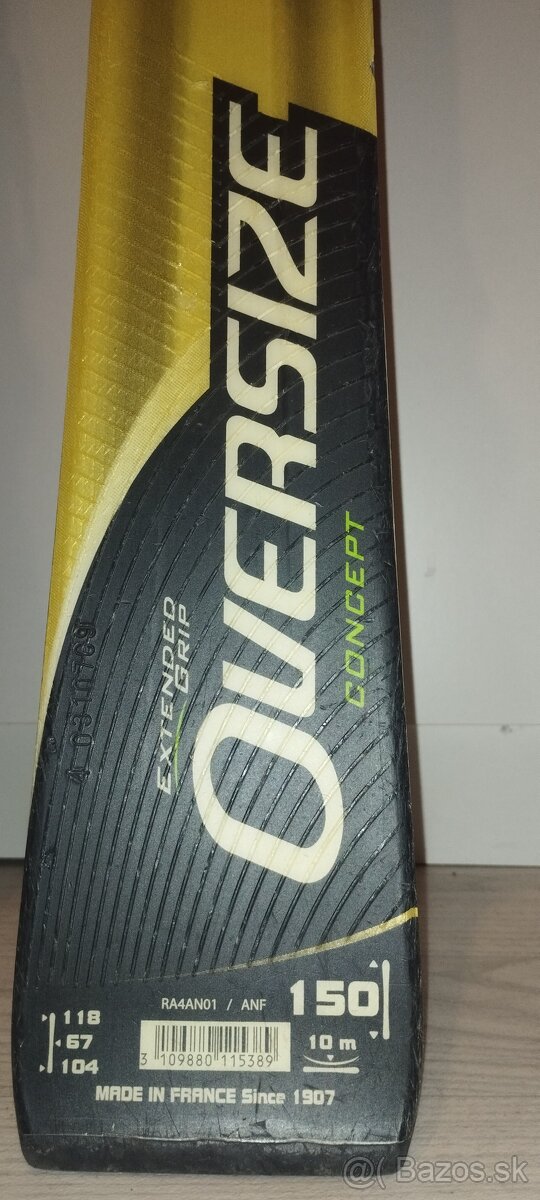 OVERSIZE
CONCEPT
EXTENDED
GRIP
RA4AN01 / ANF
150
118
67
104
3 109880 115389
10 m
MADE IN FRANCE Since 1907
@ Bazos.sk